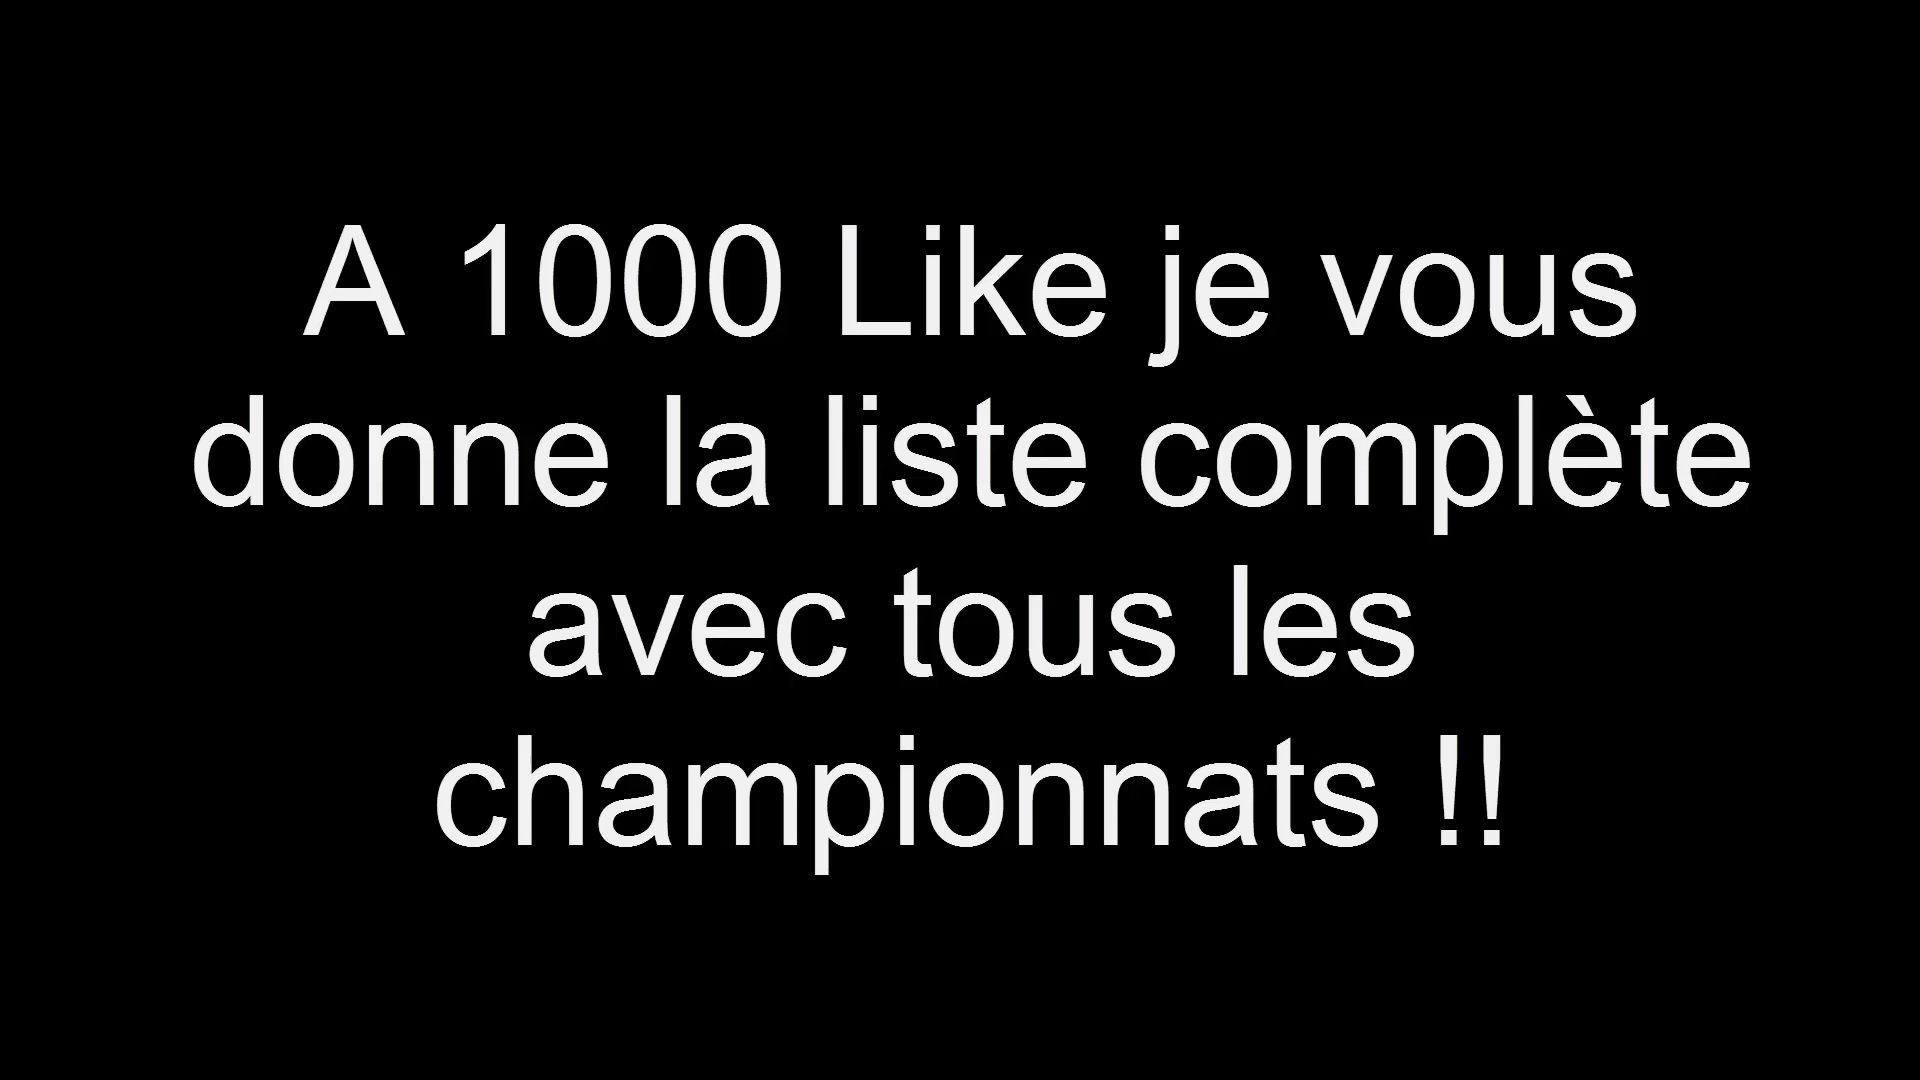 A 1000 Like je vous
donne la liste complète
avec tous les
championnats !!